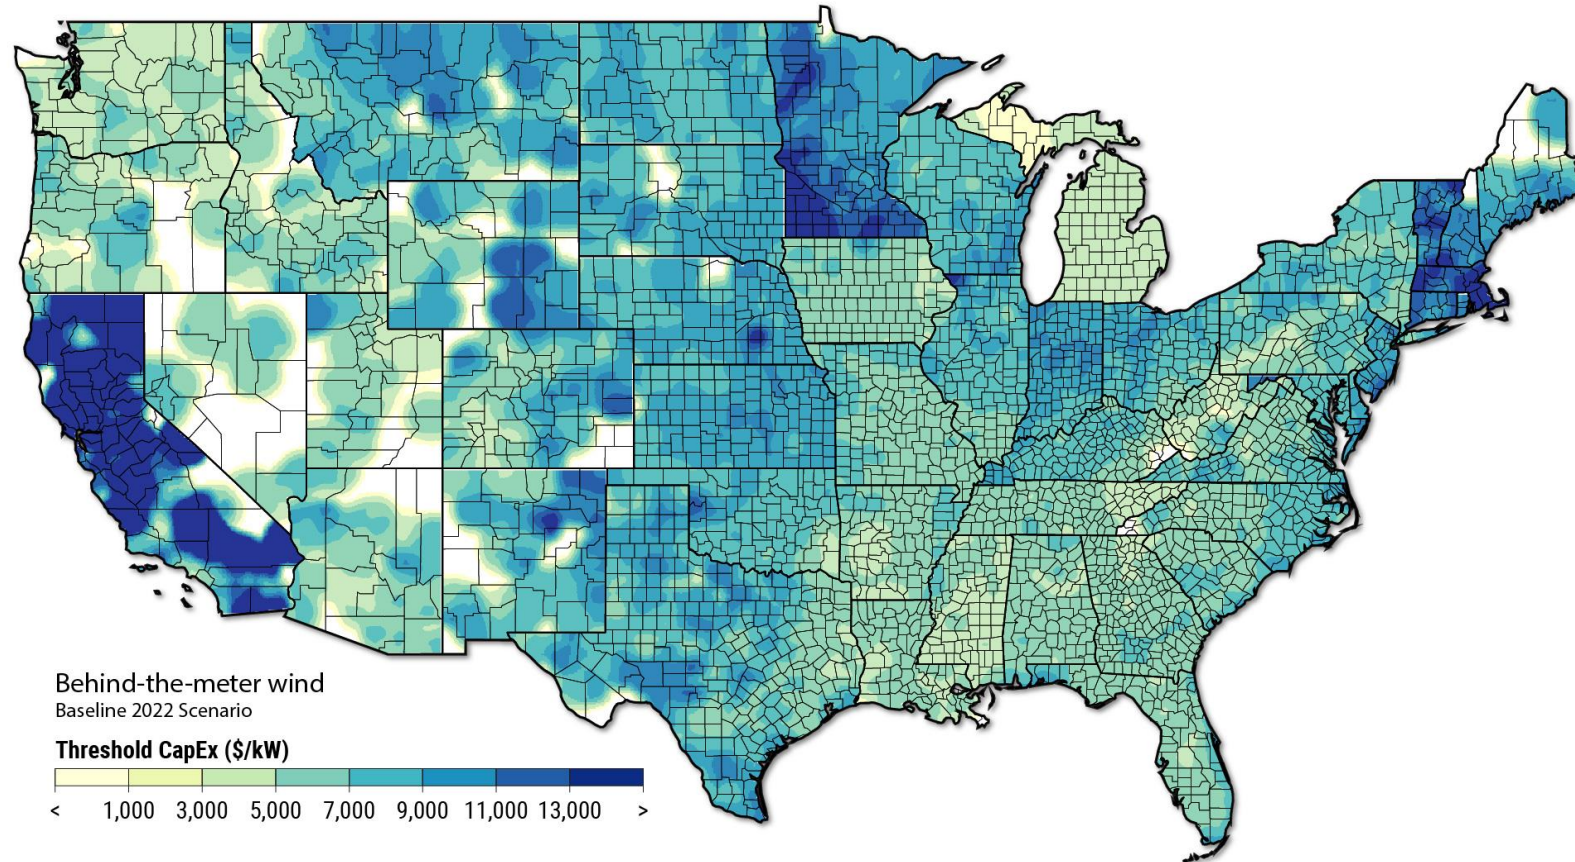 Behind-the-meter wind
Baseline 2022 Scenario
Threshold CapEx ($/kW)
< 1,000 3,000 5,000 7,000 9,000 11,000 13,000 >